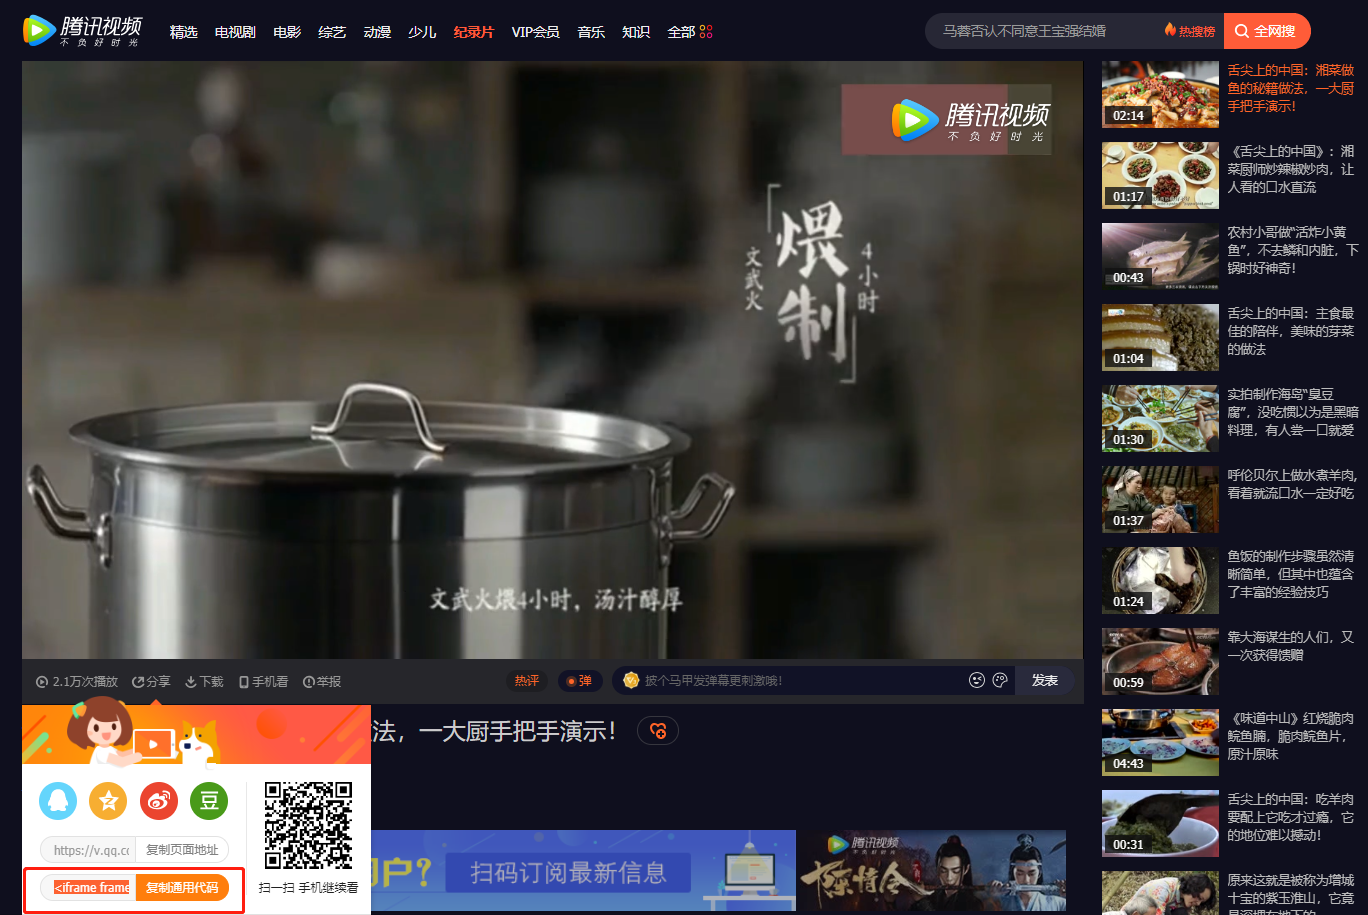 腾讯视频
不负好时光
精选 电视剧 电影 综艺 动漫 少儿 纪录片 VIP会员 音乐 知识 全部
马蓉否认不同意王宝强结婚 热搜榜 全网搜
腾讯视频
不负好时光
「煨制」
文武火
4小时
文武火煨4小时，汤汁醇厚
02:14
舌尖上的中国：湘菜做
鱼的秘籍做法，一大厨
手把手演示！
01:17
《舌尖上的中国》：湘
菜厨师炒辣椒炒肉，让
人看的口水直流
00:43
农村小哥做“活炸小黄
鱼”，不去鳞和内脏，下
锅时好神奇！
01:04
舌尖上的中国：主食最
佳的陪伴，美味的芽菜
的做法
01:30
实拍制作海岛“臭豆
腐”，没吃惯以为是黑暗
料理，有人尝一口就爱
01:37
呼伦贝尔上做水煮羊肉，
看着就流口水一定好吃
01:24
鱼饭的制作步骤虽然清
晰简单，但其中也蕴含
了丰富的经验技巧
00:59
靠大海谋生的人们，又
一次获得馈赠
04:43
《味道中山》红烧脆肉
鲩鱼腩，脆肉鲩鱼片，
原汁原味
00:31
舌尖上的中国：吃羊肉
要配上它吃才过瘾，它
的地位难以撼动！
原来这就是被称为增城
十宝的紫玉淮山，它竟
2.1万次播放 分享 下载 手机看 举报
热评 弹 披个马甲发弹幕更刺激哦！ 发表
法，一大厨手把手演示！
豆
https://v.qq.co 复制页面地址
<iframe frame 复制通用代码
扫一扫 手机继续看
户？ 扫码订阅最新信息
腾讯视频
不负好时光
陈情令